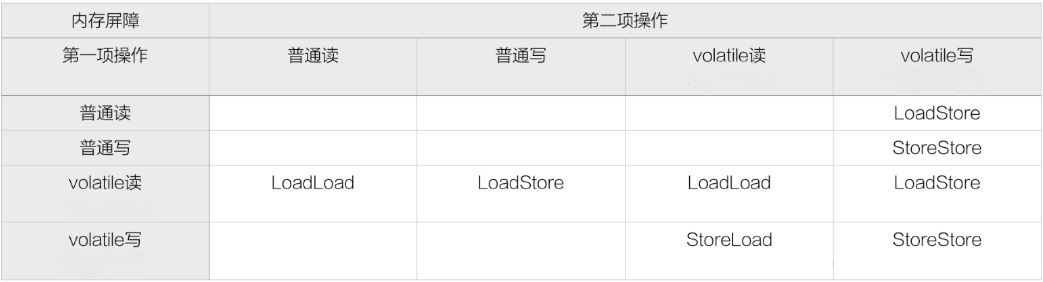 内存屏障 第二项操作
第一项操作 普通读 普通写 volatile读 volatile写
普通读 LoadStore
普通写 StoreStore
volatile读 LoadLoad LoadStore LoadLoad LoadStore
volatile写 StoreLoad StoreStore